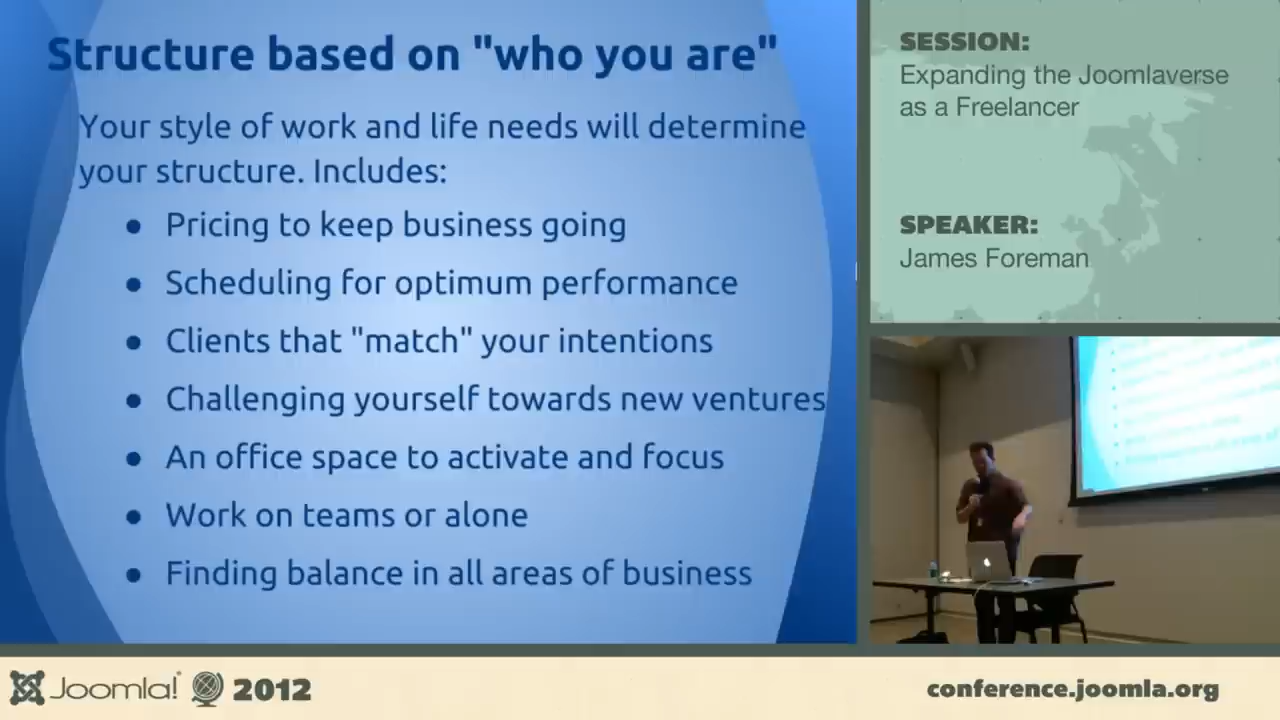 Structure based on "who you are"
Your style of work and life needs will determine
your structure. Includes:
● Pricing to keep business going
● Scheduling for optimum performance
● Clients that "match" your intentions
● Challenging yourself towards new ventures
● An office space to activate and focus
● Work on teams or alone
● Finding balance in all areas of business
SESSION:
Expanding the Joomlaverse
as a Freelancer
SPEAKER:
James Foreman
Joomla! 2012
conference.joomla.org